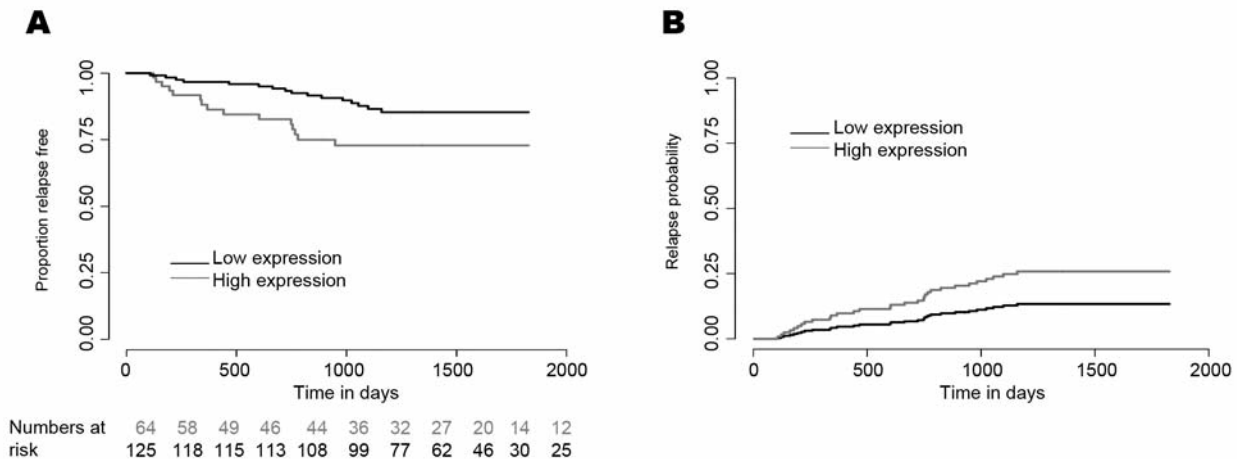 A
Proportion relapse free
1.00
0.75
0.50
0.25
0.00
Low expression
High expression
0 500 1000 1500 2000
Time in days
Numbers at risk
64 58 49 46 44 36 32 27 20 14 12
125 118 115 113 108 99 77 62 46 30 25
B
Relapse probability
1.00
0.75
0.50
0.25
0.00
Low expression
High expression
0 500 1000 1500 2000
Time in days